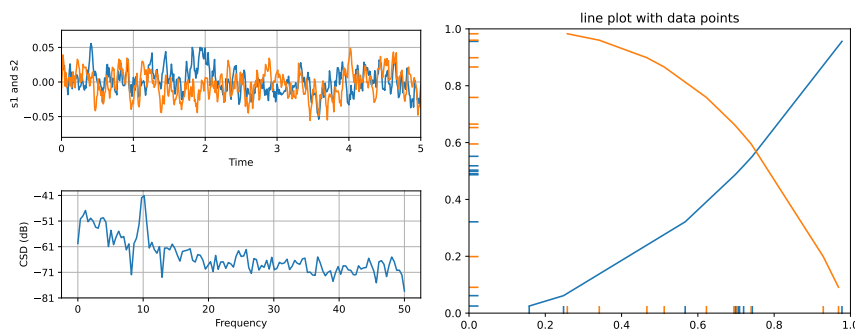 0.05
0.00
−0.05
s1 and s2
0 1 2 3 4 5
Time
−41
−51
−61
−71
−81
CSD (dB)
0 10 20 30 40 50
Frequency
line plot with data points
1.0
0.8
0.6
0.4
0.2
0.0
0.0 0.2 0.4 0.6 0.8 1.0